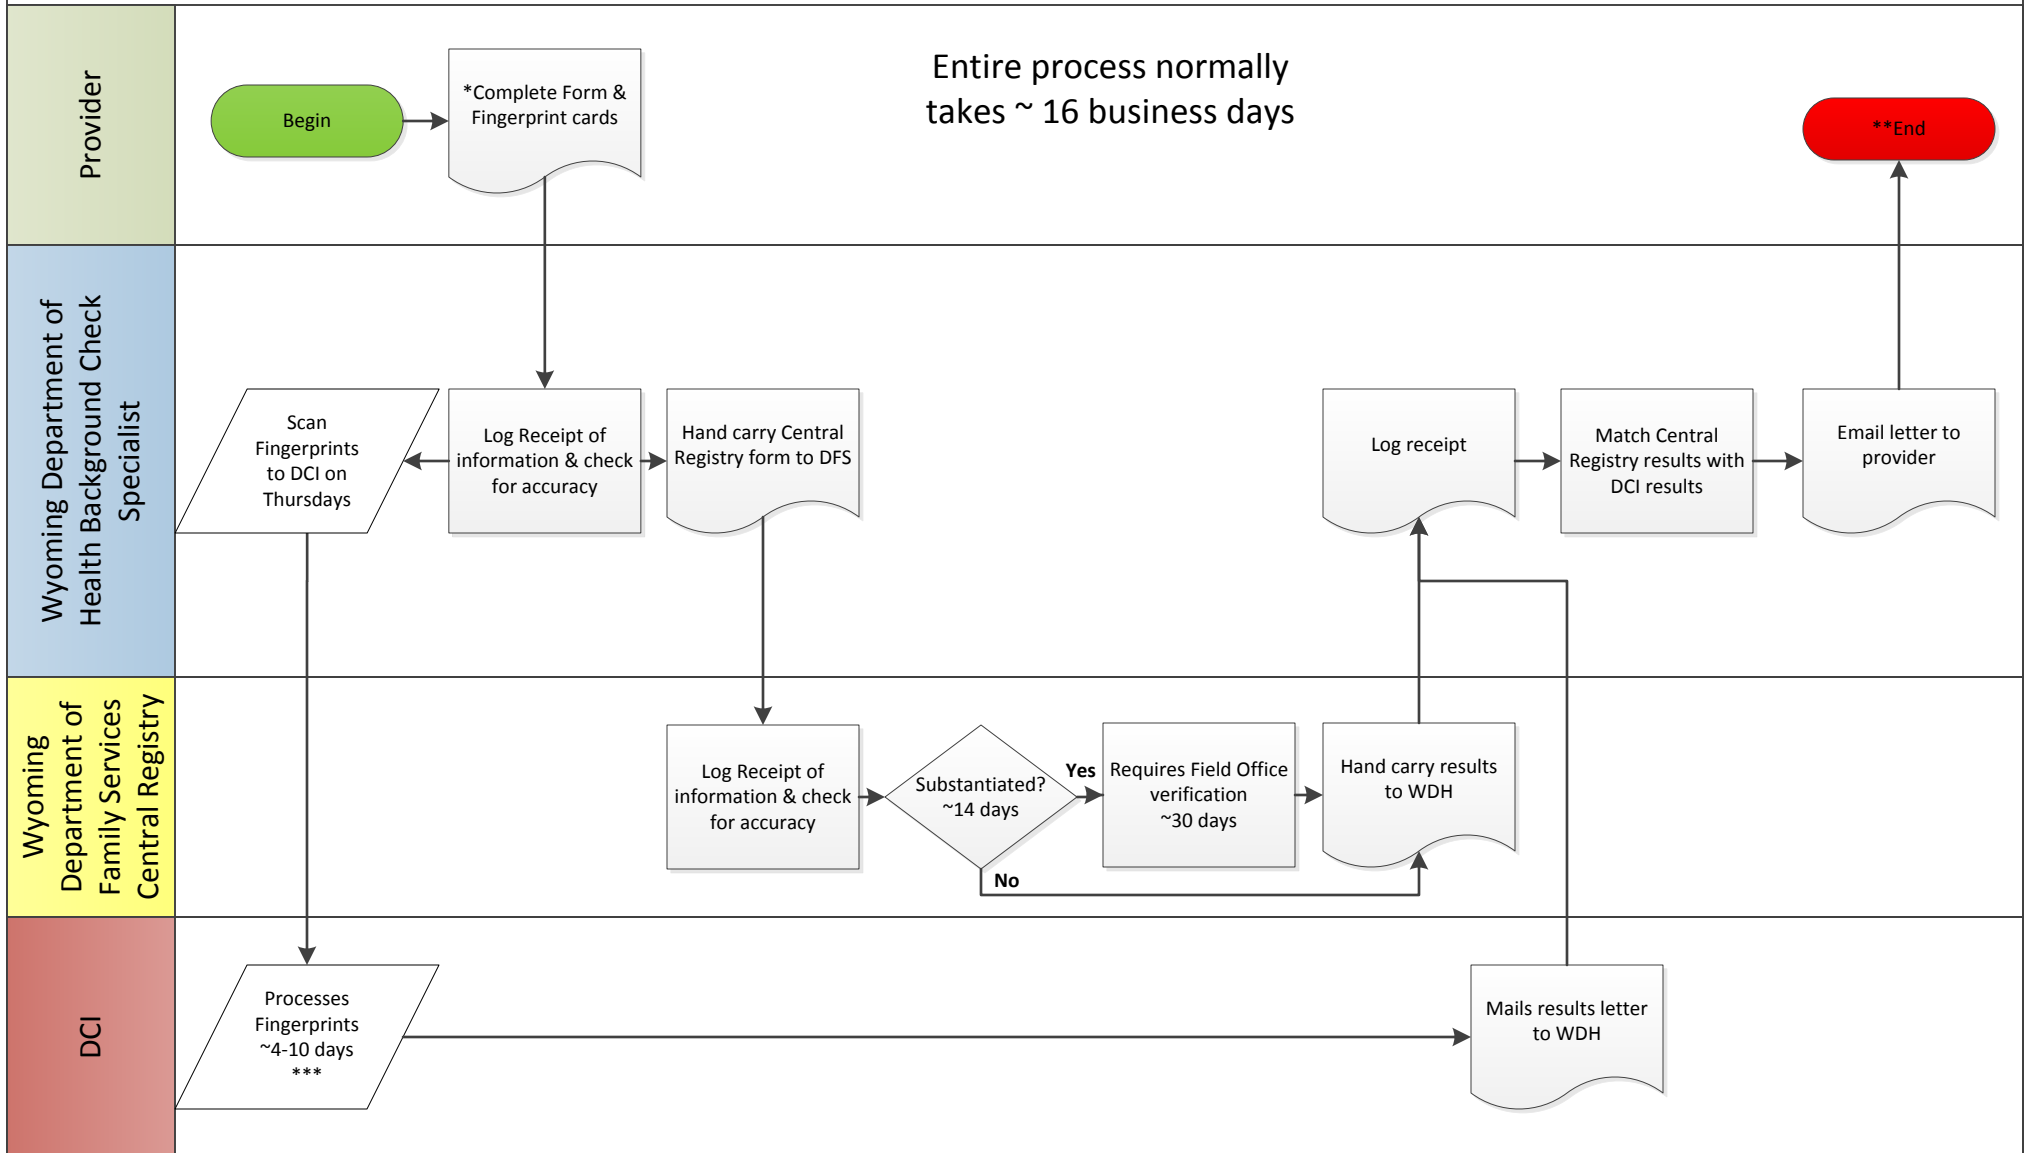 Provider
Begin
*Complete Form &
Fingerprint cards
Entire process normally
takes ~ 16 business days
**End
Wyoming Department of
Health Background Check
Specialist
Scan
Fingerprints
to DCI on
Thursdays
Log Receipt of
information & check
for accuracy
Hand carry Central
Registry form to DFS
Log receipt
Match Central
Registry results with
DCI results
Email letter to
provider
Wyoming
Department of
Family Services
Central Registry
Log Receipt of
information & check
for accuracy
Substantiated?
~14 days
Yes
No
Requires Field Office
verification
~30 days
Hand carry results
to WDH
DCI
Processes
Fingerprints
~4-10 days
***
Mails results letter
to WDH